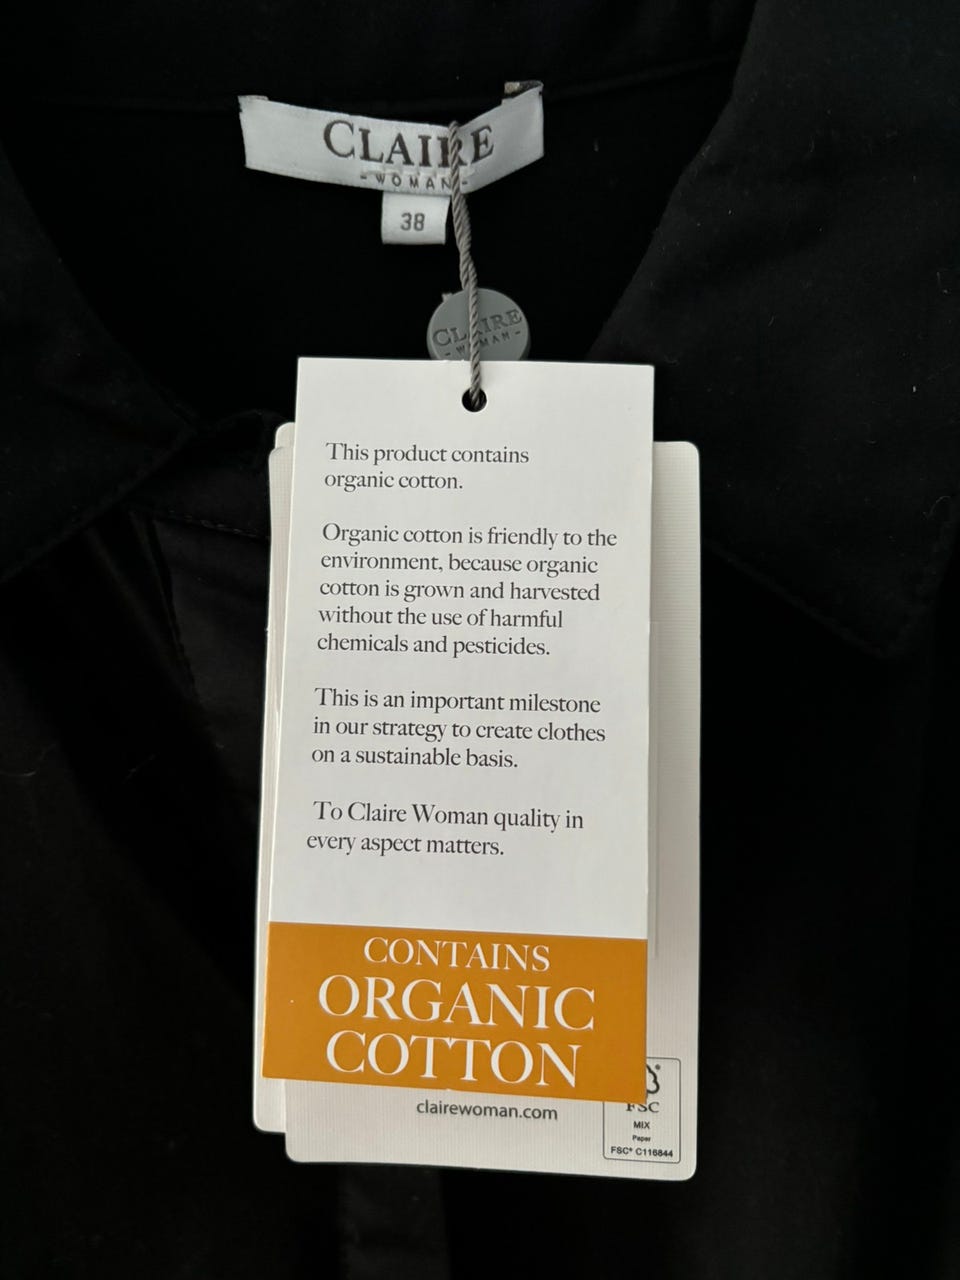 CLAIRE
- WOMAN -
38
CLAIRE
- WOMAN -
This product contains
organic cotton.
Organic cotton is friendly to the
environment, because organic
cotton is grown and harvested
without the use of harmful
chemicals and pesticides.
This is an important milestone
in our strategy to create clothes
on a sustainable basis.
To Claire Woman quality in
every aspect matters.
CONTAINS
ORGANIC
COTTON
clairewoman.com
FSC
MIX
Paper
FSC® C116844